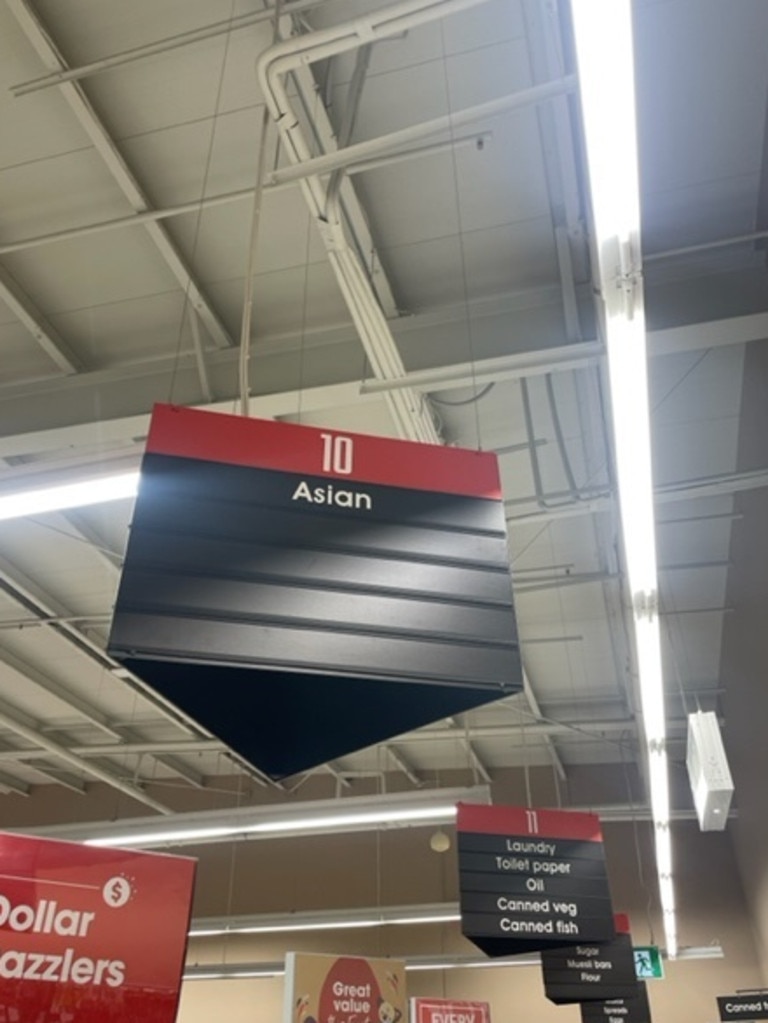 10
Asian
11
Laundry
Toilet paper
Oil
Canned veg
Canned fish
Sugar
Muesli bars
Flour
Spreads
Dollar
azzlers
$
Great
value
EVERY
Canned